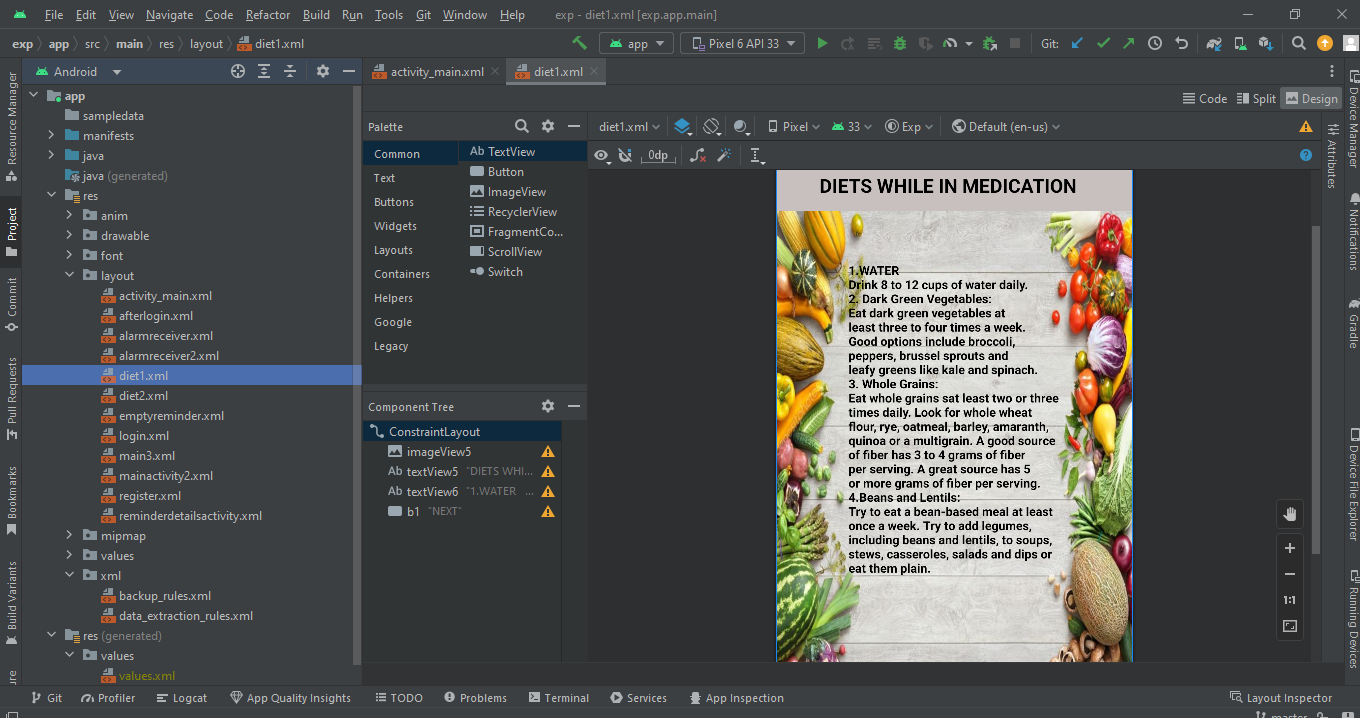 File Edit View Navigate Code Refactor Build Run Tools Git Window Help exp - diet1.xml [exp.app.main]
exp app src main res layout diet1.xml
app Pixel 6 API 33 Git:
Android
activity_main.xml diet1.xml
Resource Manager
Project
Commit
Pull Requests
Bookmarks
Build Variants
app
sampledata
manifests
java
java (generated)
res
anim
drawable
font
layout
activity_main.xml
afterlogin.xml
alarmreceiver.xml
alarmreceiver2.xml
diet1.xml
diet2.xml
emptyreminder.xml
login.xml
main3.xml
mainactivity2.xml
register.xml
reminderdetailsactivity.xml
mipmap
values
xml
backup_rules.xml
data_extraction_rules.xml
res (generated)
values
values.xml
Code Split Design
Palette
Common
Text
Buttons
Widgets
Layouts
Containers
Helpers
Google
Legacy
Ab TextView
Button
ImageView
RecyclerView
FragmentCo...
ScrollView
Switch
Component Tree
ConstraintLayout
imageView5
Ab textView5 "DIETS WHI...
Ab textView6 "1.WATER ...
b1 "NEXT"
diet1.xml Pixel 33 Exp Default (en-us)
0dp
DIETS WHILE IN MEDICATION
1.WATER
Drink 8 to 12 cups of water daily.
2. Dark Green Vegetables:
Eat dark green vegetables at
least three to four times a week.
Good options include broccoli,
peppers, brussel sprouts and
leafy greens like kale and spinach.
3. Whole Grains:
Eat whole grains sat least two or three
times daily. Look for whole wheat
flour, rye, oatmeal, barley, amaranth,
quinoa or a multigrain. A good source
of fiber has 3 to 4 grams of fiber
per serving. A great source has 5
or more grams of fiber per serving.
4.Beans and Lentils:
Try to eat a bean-based meal at least
once a week. Try to add legumes,
including beans and lentils, to soups,
stews, casseroles, salads and dips or
eat them plain.
1:1
Attributes
Device Manager
Notifications
Gradle
Device File Explorer
Running Devices
Git Profiler Logcat App Quality Insights TODO Problems Terminal Services App Inspection Layout Inspector
master